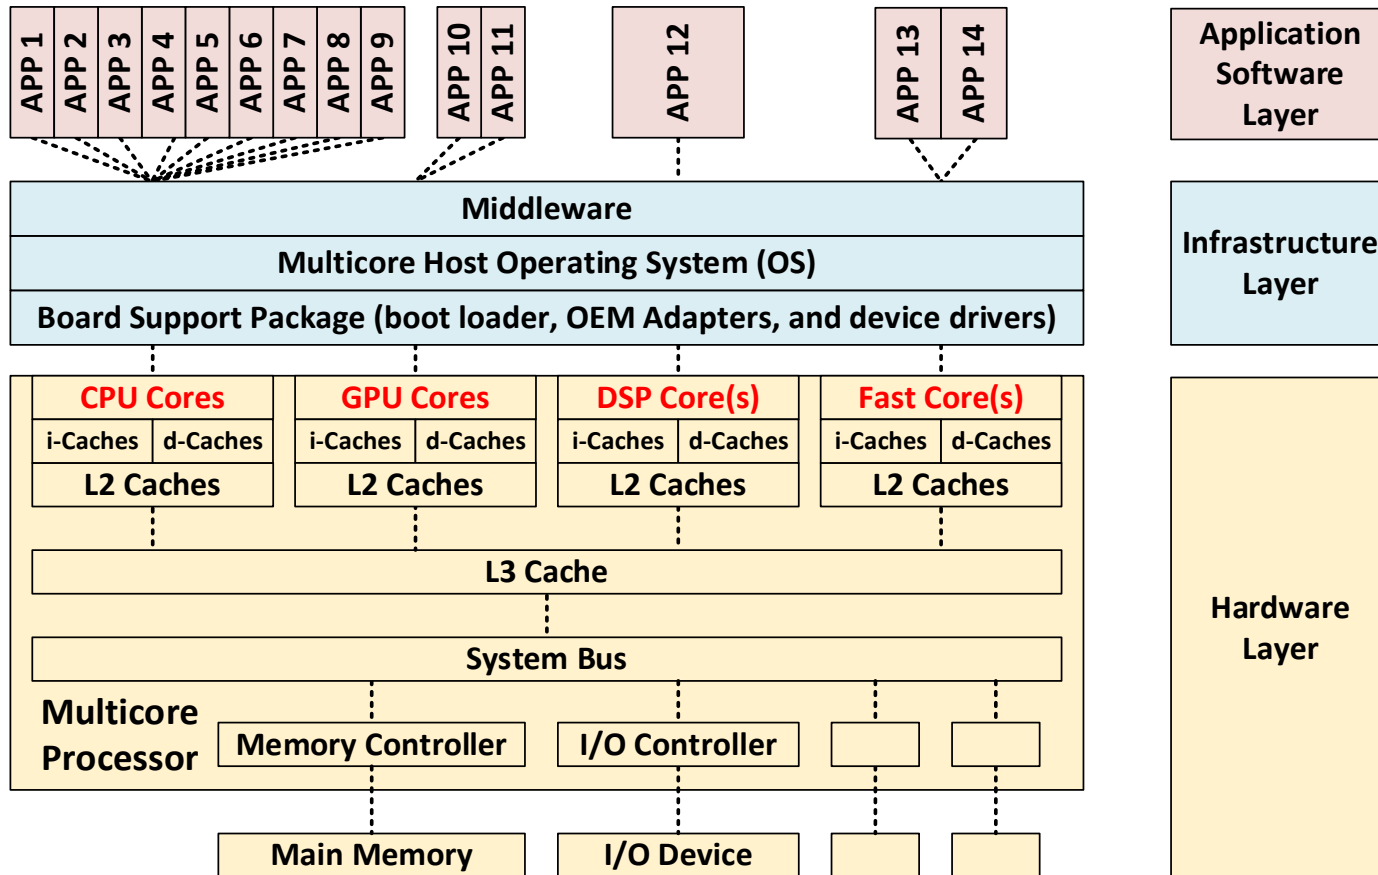 APP 1
APP 2
APP 3
APP 4
APP 5
APP 6
APP 7
APP 8
APP 9
APP 10
APP 11
APP 12
APP 13
APP 14
Application
Software
Layer
Middleware
Multicore Host Operating System (OS)
Board Support Package (boot loader, OEM Adapters, and device drivers)
Infrastructure
Layer
CPU Cores
i-Caches
d-Caches
L2 Caches
GPU Cores
i-Caches
d-Caches
L2 Caches
DSP Core(s)
i-Caches
d-Caches
L2 Caches
Fast Core(s)
i-Caches
d-Caches
L2 Caches
L3 Cache
System Bus
Multicore
Processor
Memory Controller
I/O Controller
Main Memory
I/O Device
Hardware
Layer